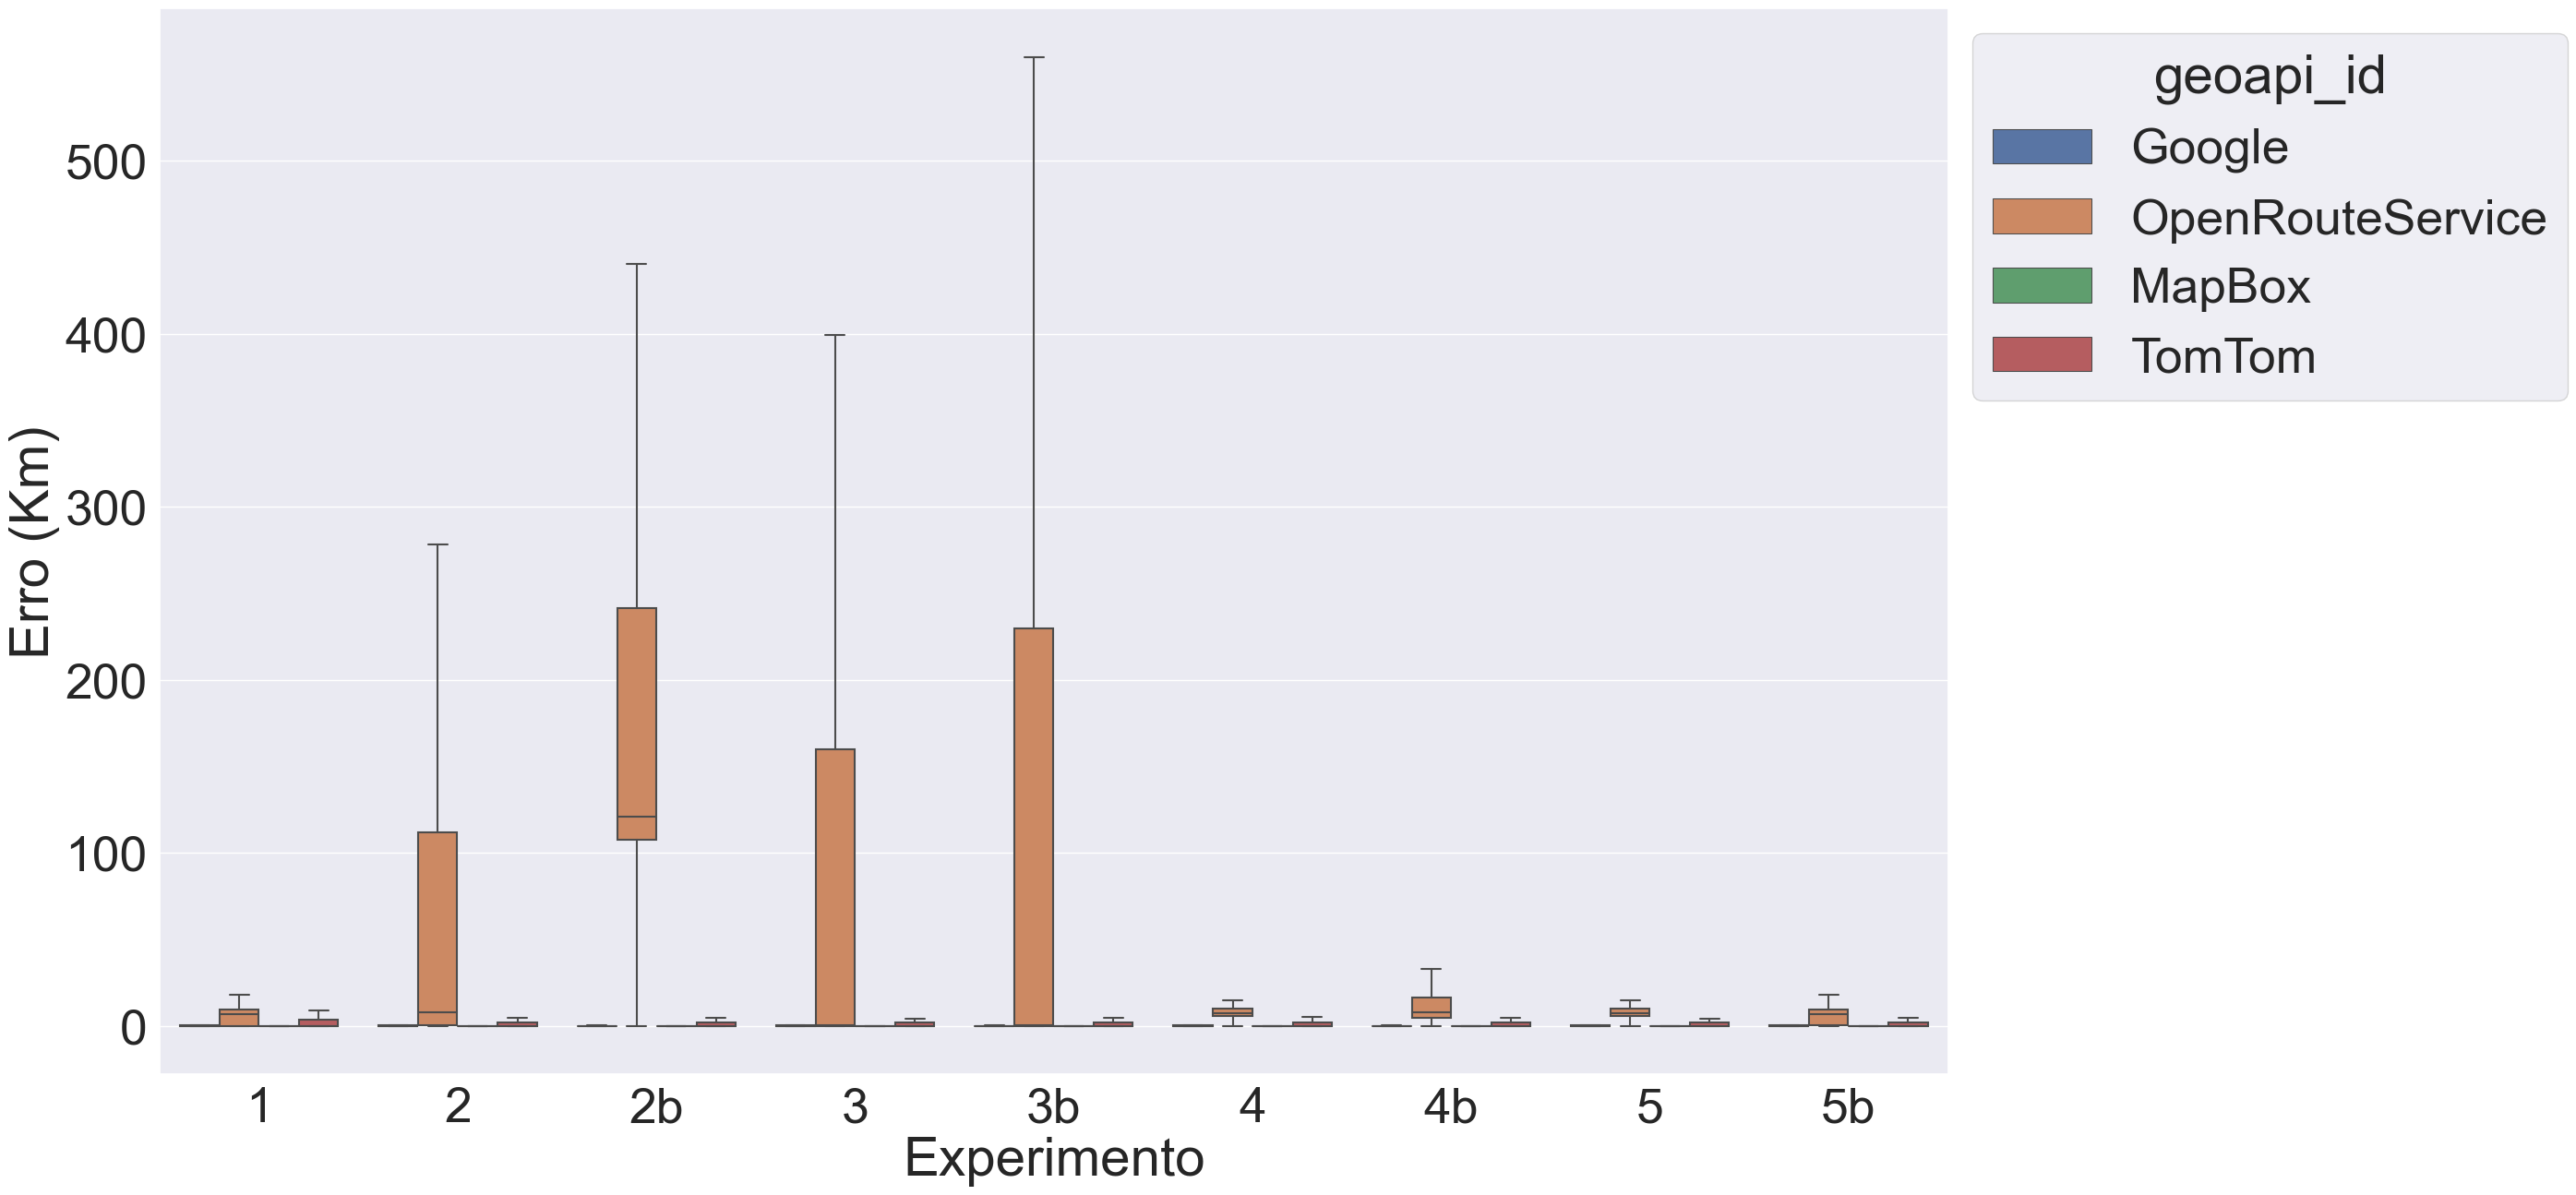 Erro (Km)
500
400
300
200
100
0
1 2 2b 3 3b 4 4b 5 5b
Experimento
geoapi_id
Google
OpenRouteService
MapBox
TomTom